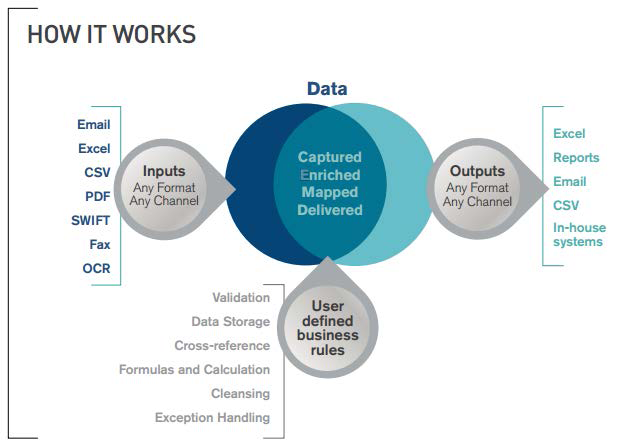 HOW IT WORKS
Data
Email
Excel
CSV
PDF
SWIFT
Fax
OCR
Inputs
Any Format
Any Channel
Captured
Enriched
Mapped
Delivered
Outputs
Any Format
Any Channel
Excel
Reports
Email
CSV
In-house
systems
Validation
Data Storage
Cross-reference
Formulas and Calculation
Cleansing
Exception Handling
User
defined
business
rules